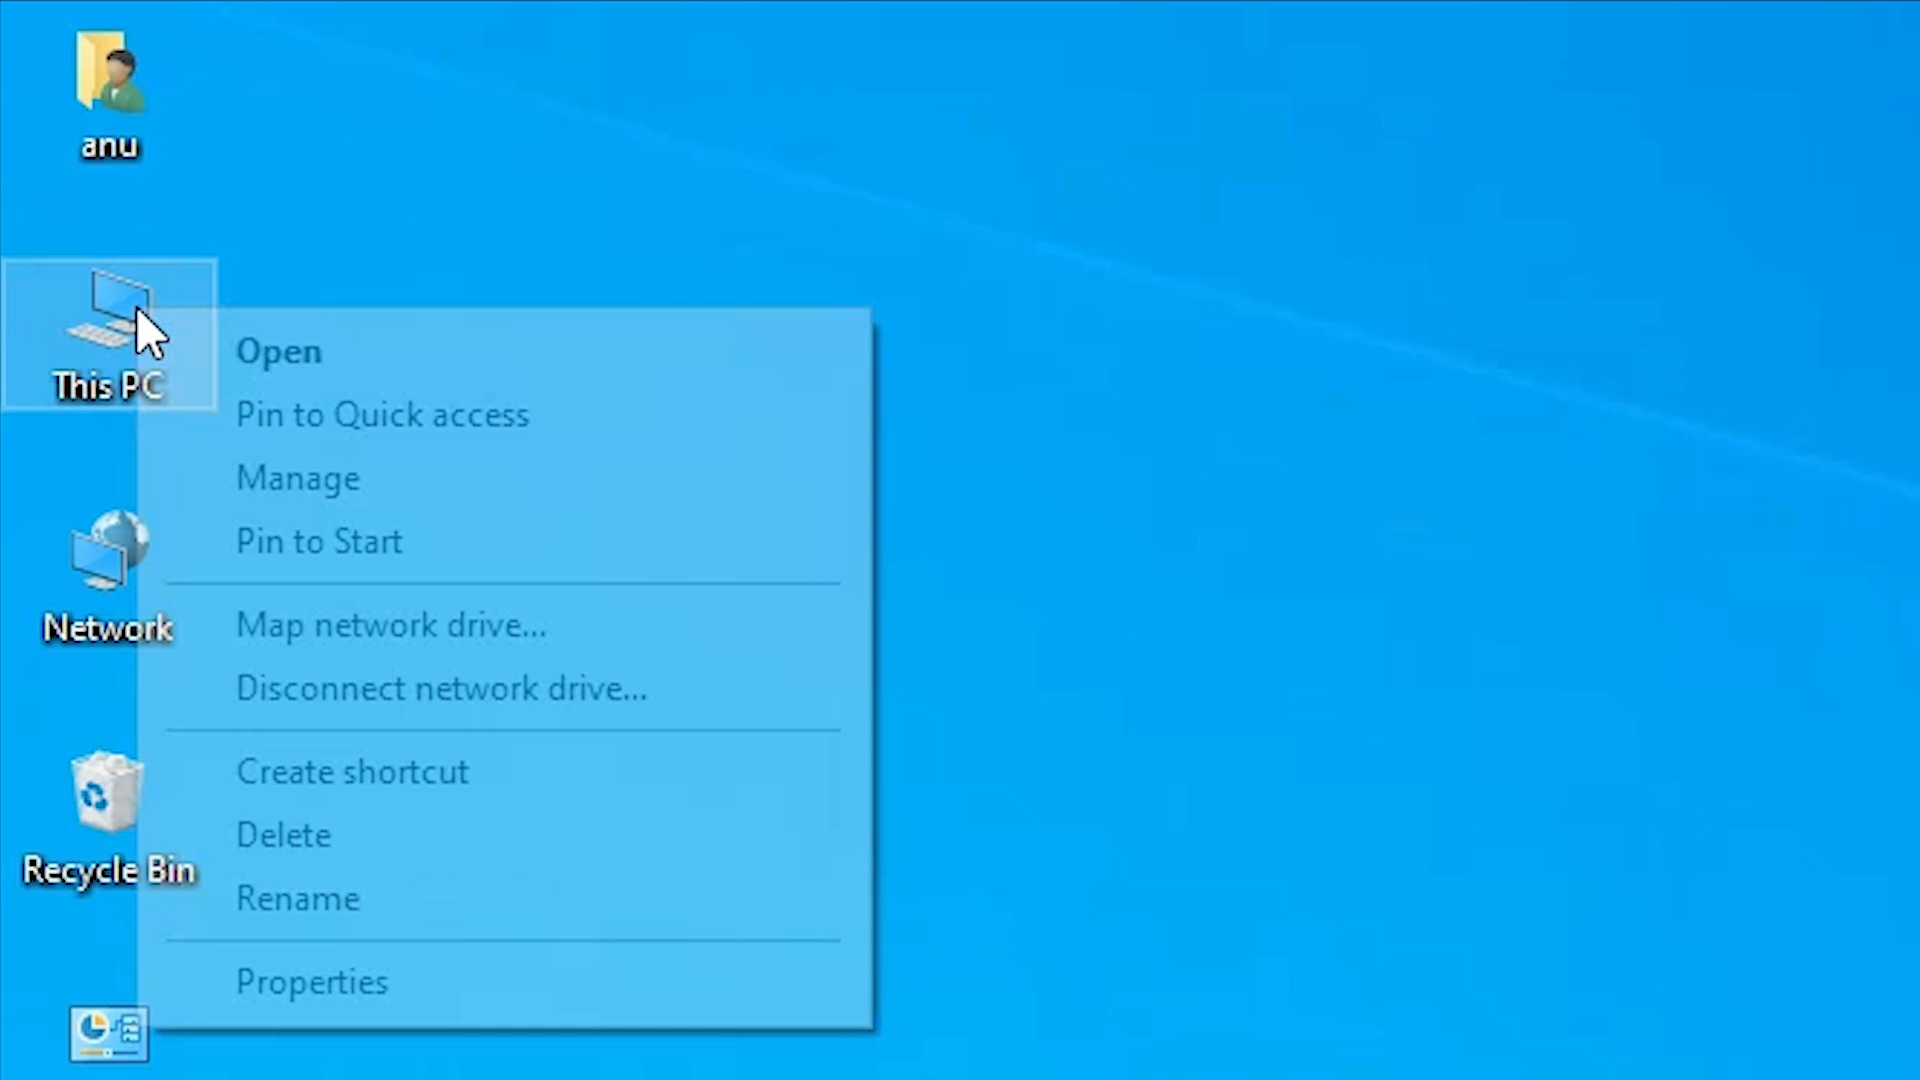 anu
This PC
Network
Recycle Bin
Open
Pin to Quick access
Manage
Pin to Start
Map network drive...
Disconnect network drive...
Create shortcut
Delete
Rename
Properties